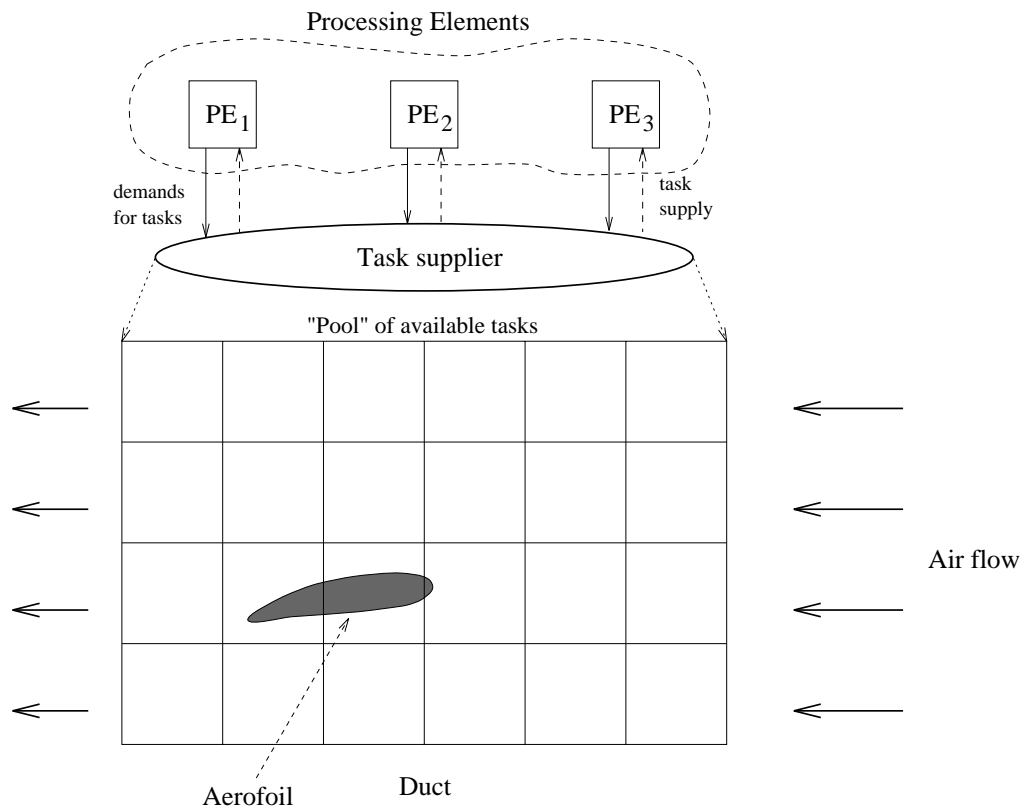 Processing Elements
PE1
PE2
PE3
demands
for tasks
task
supply
Task supplier
"Pool" of available tasks
Air flow
Aerofoil
Duct